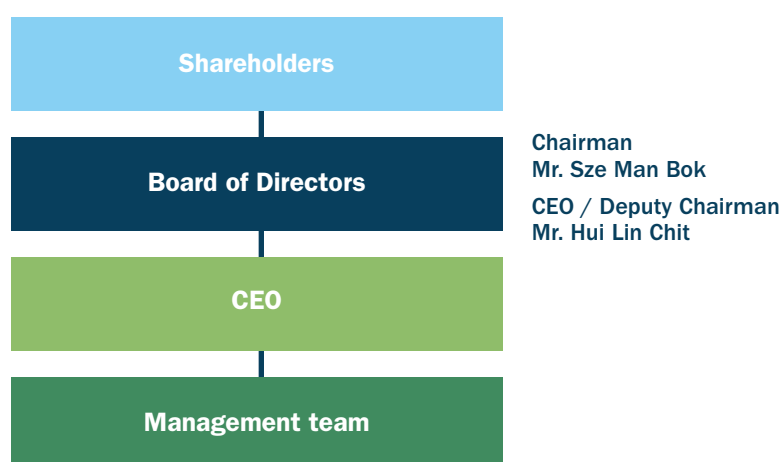 Shareholders
Board of Directors
Chairman
Mr. Sze Man Bok
CEO / Deputy Chairman
Mr. Hui Lin Chit
CEO
Management team